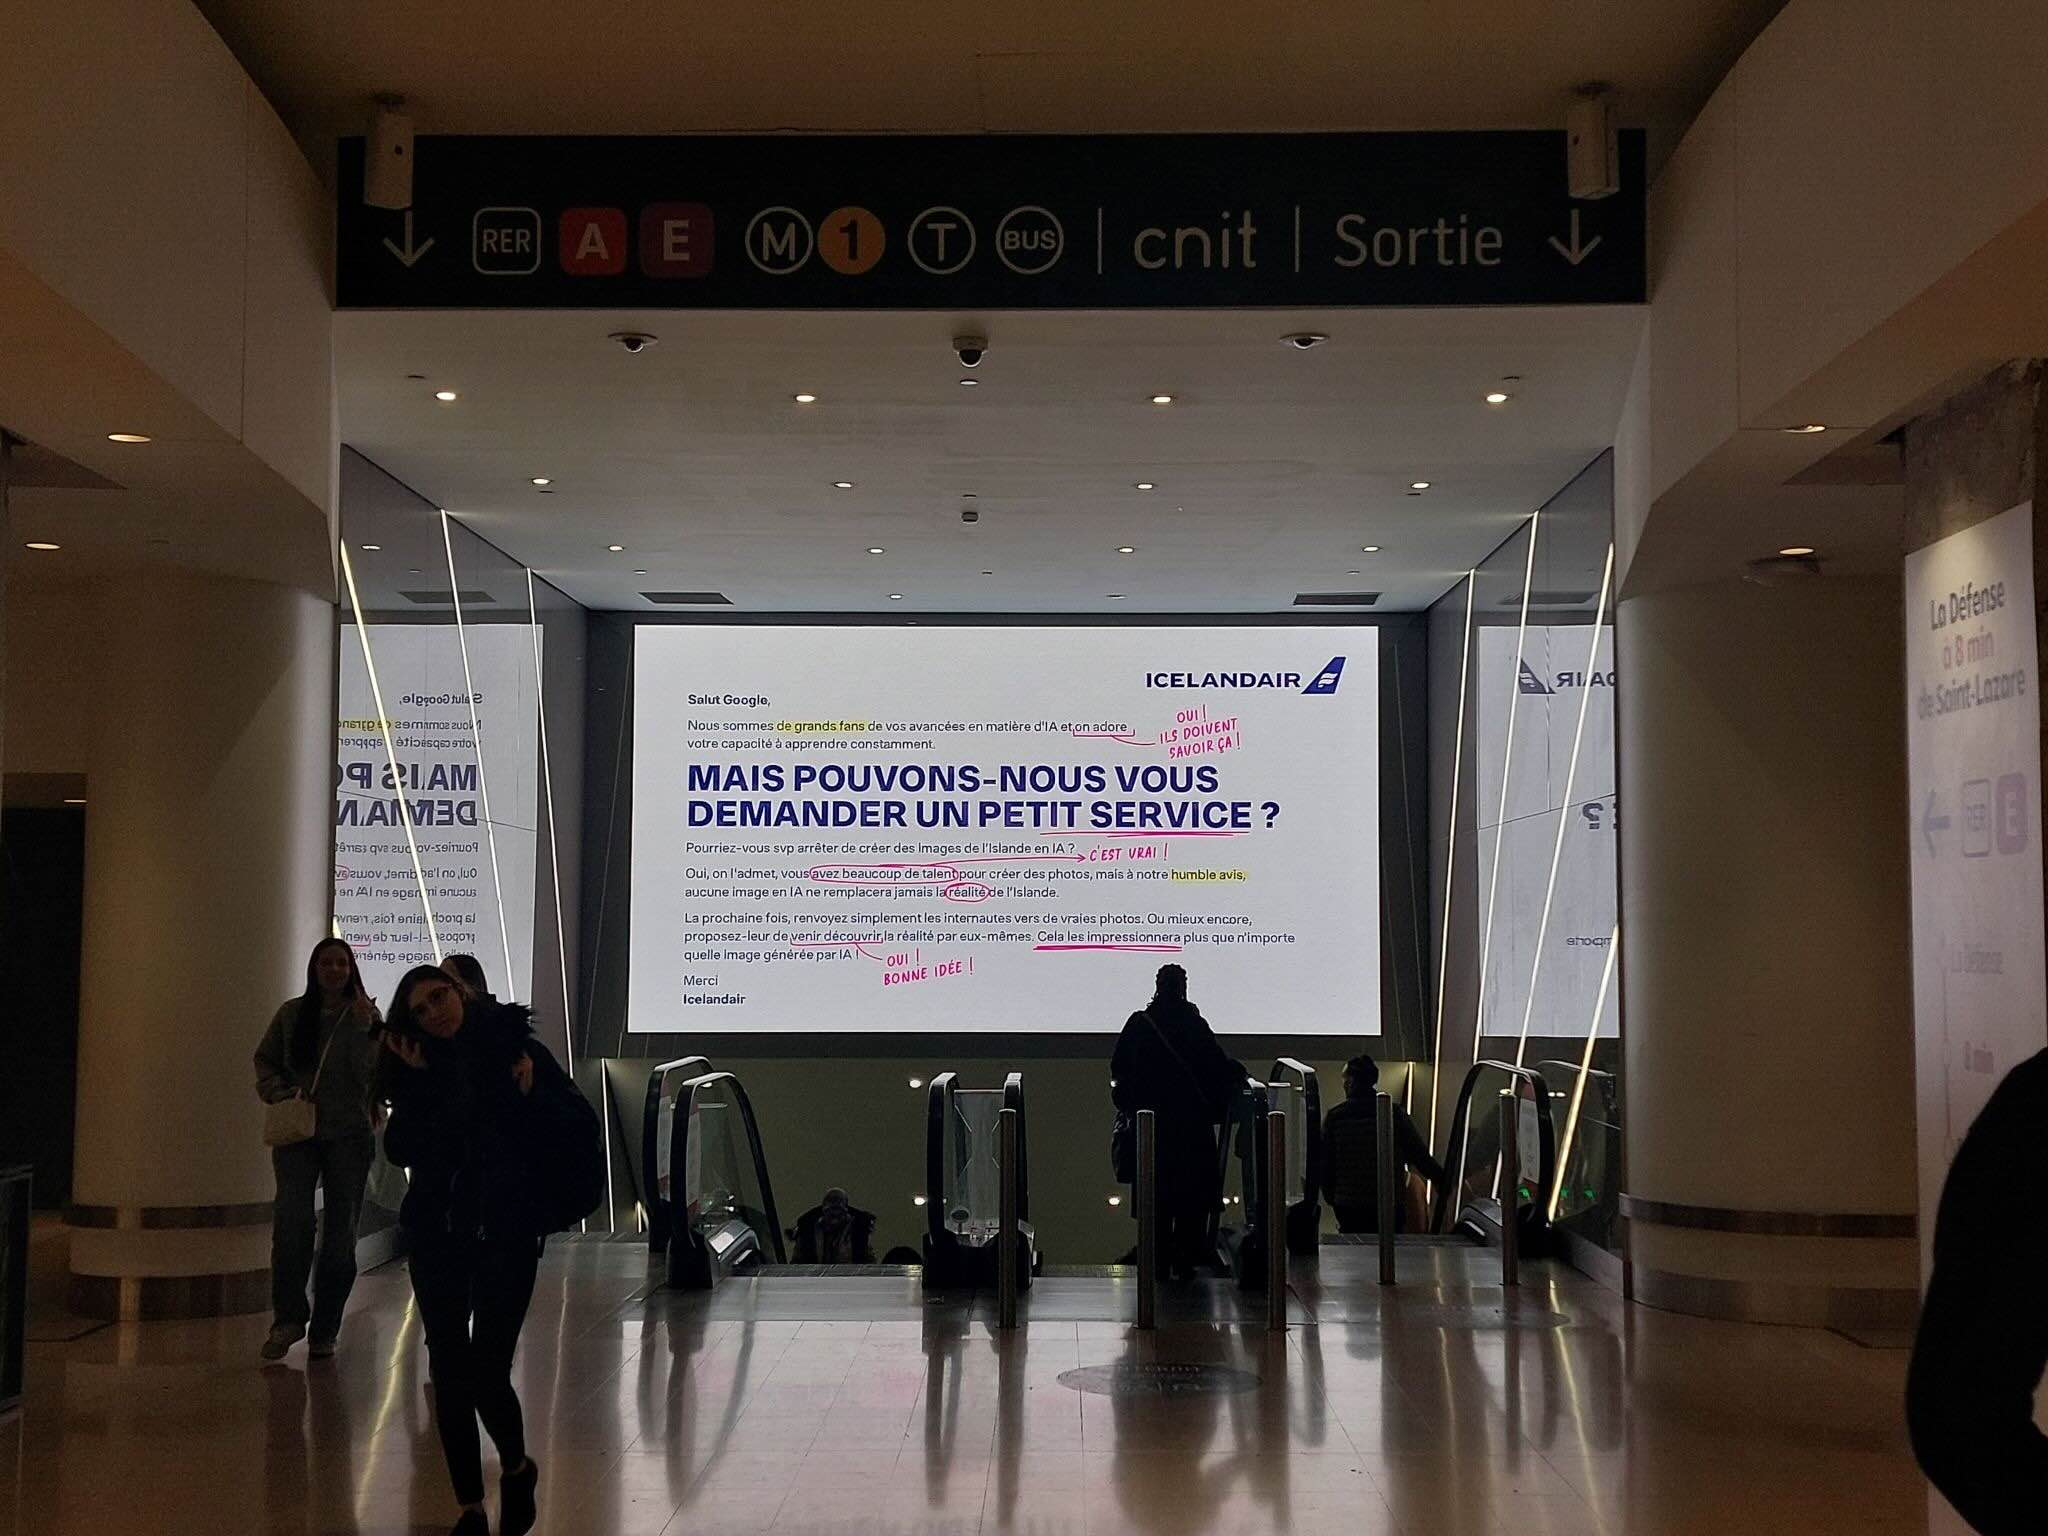 RER A E M 1 T BUS | cnit | Sortie
ICELANDAIR
Salut Google,
Nous sommes de grands fans de vos avancées en matière d'IA et on adore
votre capacité à apprendre constamment.
OUI !
ILS DOIVENT
SAVOIR ÇA !
MAIS POUVONS-NOUS VOUS
DEMANDER UN PETIT SERVICE ?
Pourriez-vous svp arrêter de créer des images de l'Islande en IA ?
C'EST VRAI !
Oui, on l'admet, vous avez beaucoup de talent pour créer des photos, mais à notre humble avis,
aucune image en IA ne remplacera jamais la réalité de l'Islande.
La prochaine fois, renvoyez simplement les internautes vers de vraies photos. Ou mieux encore,
proposez-leur de venir découvrir la réalité par eux-mêmes. Cela les impressionnera plus que n'importe
quelle image générée par IA !
OUI !
BONNE IDÉE !
Merci
Icelandair
La Défense
à 8 min
de Saint-Lazare
RER E
La Défense
8 min